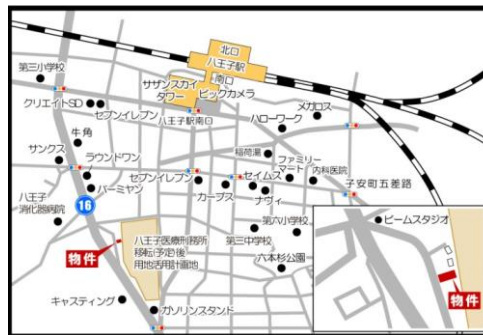 北口
八王子駅
南口
第三小学校
サザンスカイ
タワー
ビックカメラ
クリエイトSD
セブンイレブン
八王子駅南口
ハローワーク
メガロス
牛角
サンクス
ラウンドワン
稲荷湯
ファミリー
マート
内科医院
セブンイレブン
セイムス
子安町五差路
バーミヤン
カーブス
ナヴィ
八王子
消化器病院
16
第六小学校
ビームスタジオ
八王子医療刑務所
移転(予定)後
用地活用計画地
第三中学校
物件
六本杉公園
物件
キャスティング
ガソリンスタンド